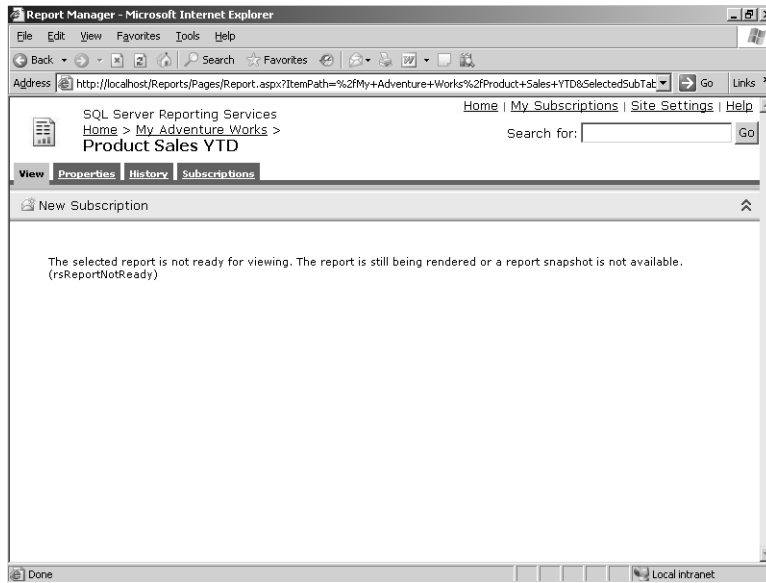 Report Manager - Microsoft Internet Explorer
File Edit View Favorites Tools Help
Back Search Favorites
Address http://localhost/Reports/Pages/Report.aspx?ItemPath=%2fMy+Adventure+Works%2fProduct+Sales+YTD&SelectedSubTab Go Links
SQL Server Reporting Services
Home | My Subscriptions | Site Settings | Help
Home > My Adventure Works >
Search for: Go
Product Sales YTD
View Properties History Subscriptions
New Subscription
The selected report is not ready for viewing. The report is still being rendered or a report snapshot is not available.
(rsReportNotReady)
Done Local intranet